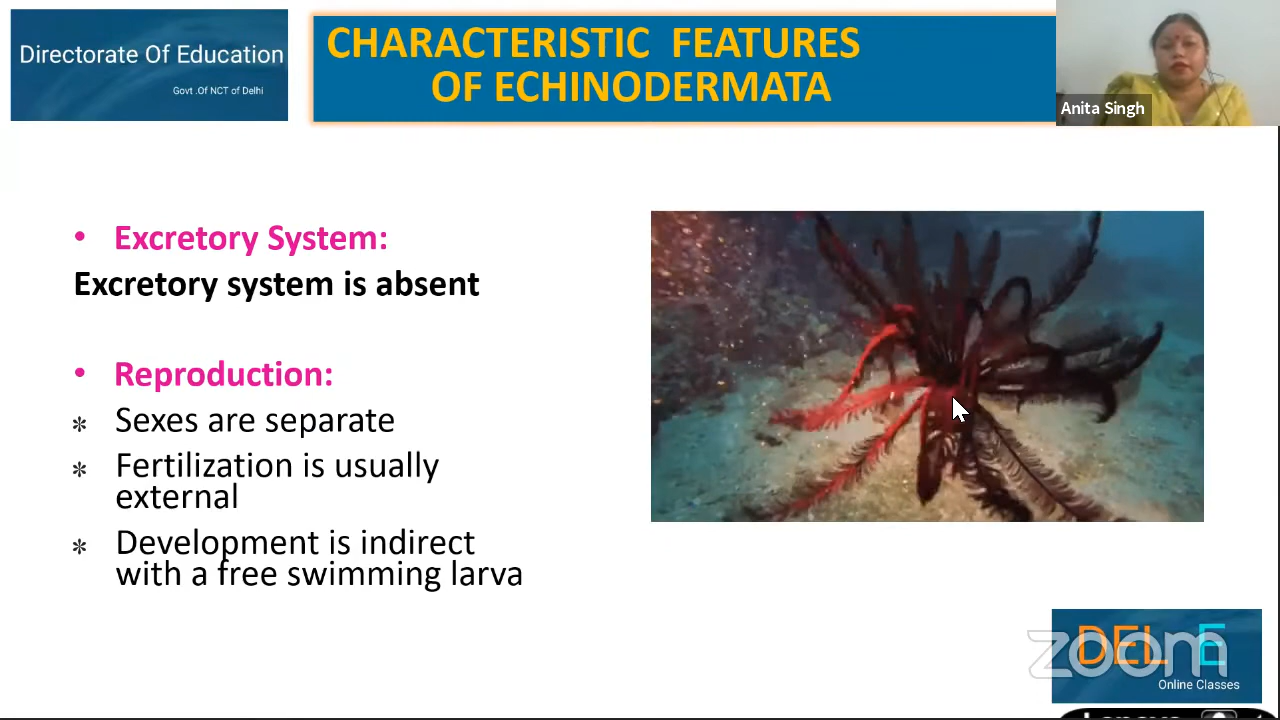 Directorate Of Education
Govt .Of NCT of Delhi
CHARACTERISTIC FEATURES
OF ECHINODERMATA
Anita Singh
• Excretory System:
Excretory system is absent
• Reproduction:
* Sexes are separate
* Fertilization is usually
external
* Development is indirect
with a free swimming larva
zoom
DEL E
Online Classes